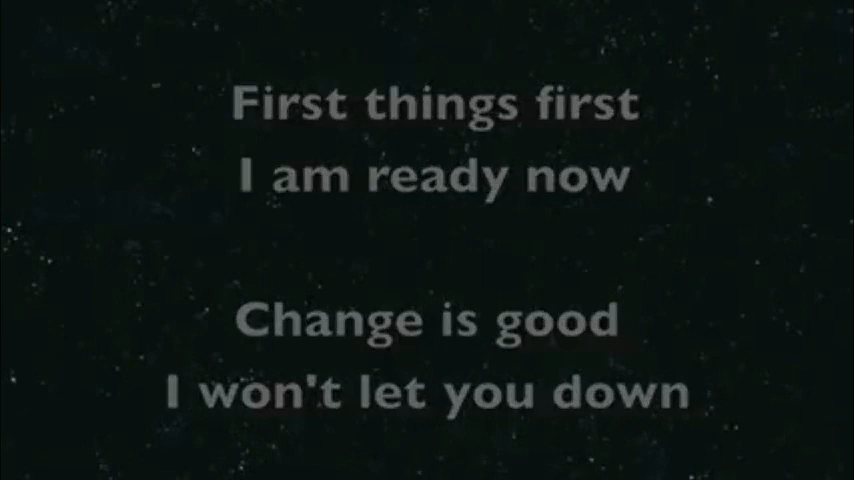 First things first
I am ready now
Change is good
I won't let you down